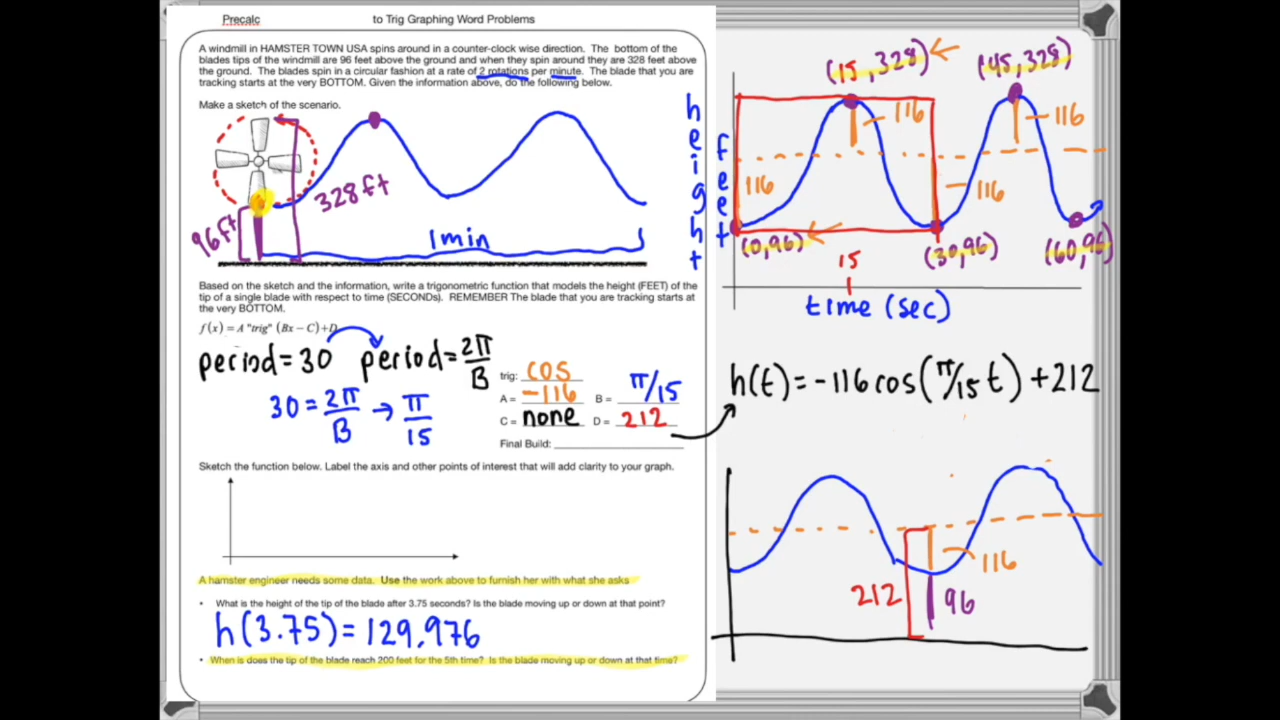 Precalc to Trig Graphing Word Problems
A windmill in HAMSTER TOWN USA spins around in a counter-clock wise direction. The bottom of the
blades tips of the windmill are 96 feet above the ground and when they spin around they are 328 feet above
the ground. The blades spin in a circular fashion at a rate of 2 rotations per minute. The blade that you are
tracking starts at the very BOTTOM. Given the information above, do the following below.
Make a sketch of the scenario.
328ft
96ft
1min
Based on the sketch and the information, write a trigonometric function that models the height (FEET) of the
tip of a single blade with respect to time (SECONDS). REMEMBER The blade that you are tracking starts at
the very BOTTOM.
f(x) = A "trig" (Bx − C)+D
period=30 period=2π/B
30=2π/B → π/15
trig: cos
A= -116 B= π/15
C= none D= 212
Final Build:
Sketch the function below. Label the axis and other points of interest that will add clarity to your graph.
A hamster engineer needs some data. Use the work above to furnish her with what she asks
• What is the height of the tip of the blade after 3.75 seconds? Is the blade moving up or down at that point?
h(3.75)=129.976
• When is does the tip of the blade reach 200 feet for the 5th time? Is the blade moving up or down at that time?
height
feet
(15,328)
(45,328)
116
116
116
116
(0,96)
(30,96)
(60,96)
15
time (sec)
h(t)=-116cos(π/15 t)+212
116
212
96